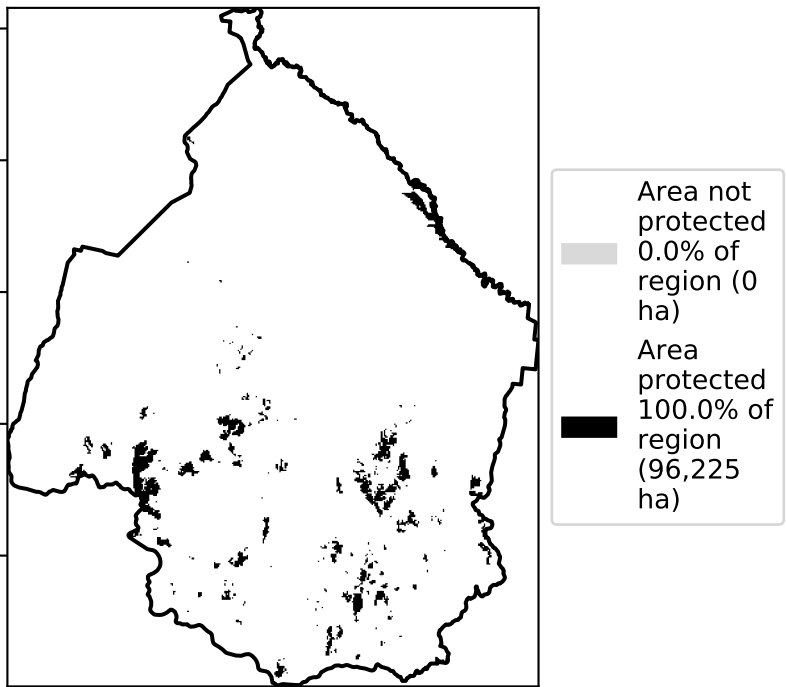 Area not
protected
0.0% of
region (0
ha)
Area
protected
100.0% of
region
(96,225
ha)